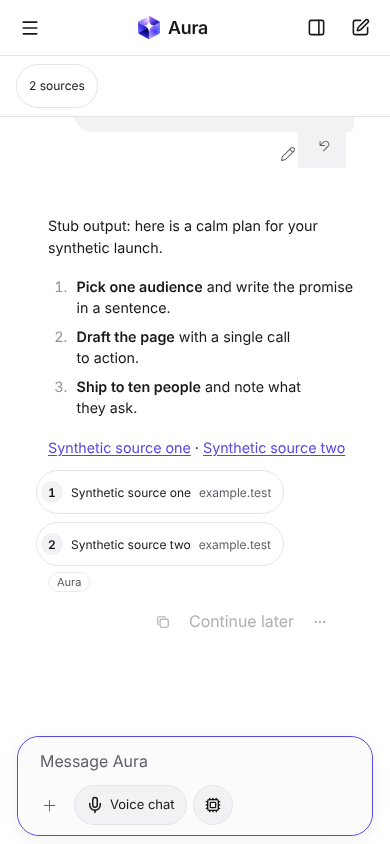 Aura
2 sources
Stub output: here is a calm plan for your
synthetic launch.
1. Pick one audience and write the promise
in a sentence.
2. Draft the page with a single call
to action.
3. Ship to ten people and note what
they ask.
Synthetic source one · Synthetic source two
1 Synthetic source one example.test
2 Synthetic source two example.test
Aura
Continue later
Message Aura
Voice chat